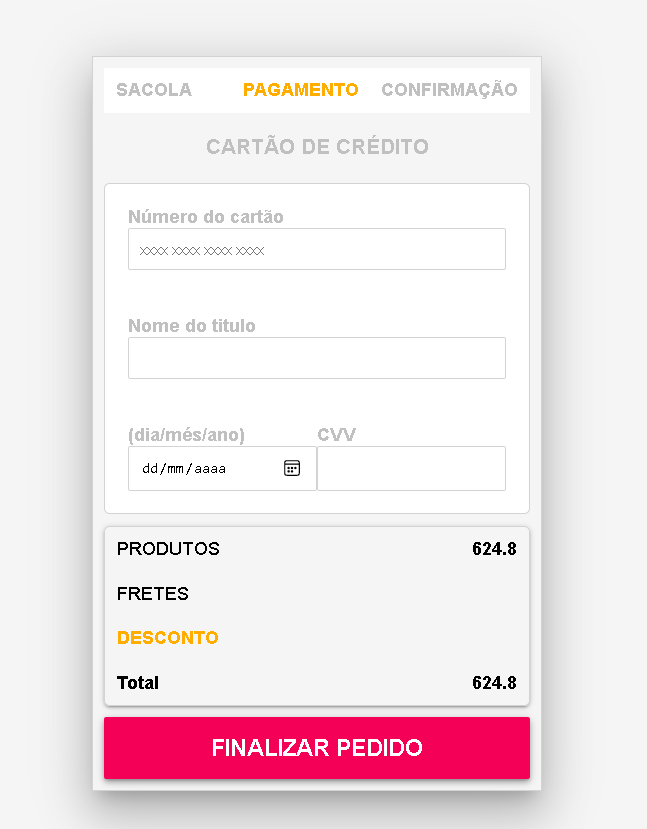 SACOLA PAGAMENTO CONFIRMAÇÃO
CARTÃO DE CRÉDITO
Número do cartão
xxxx xxxx xxxx xxxx
Nome do titulo
(dia/més/ano) CVV
dd/mm/aaaa
PRODUTOS 624.8
FRETES
DESCONTO
Total 624.8
FINALIZAR PEDIDO